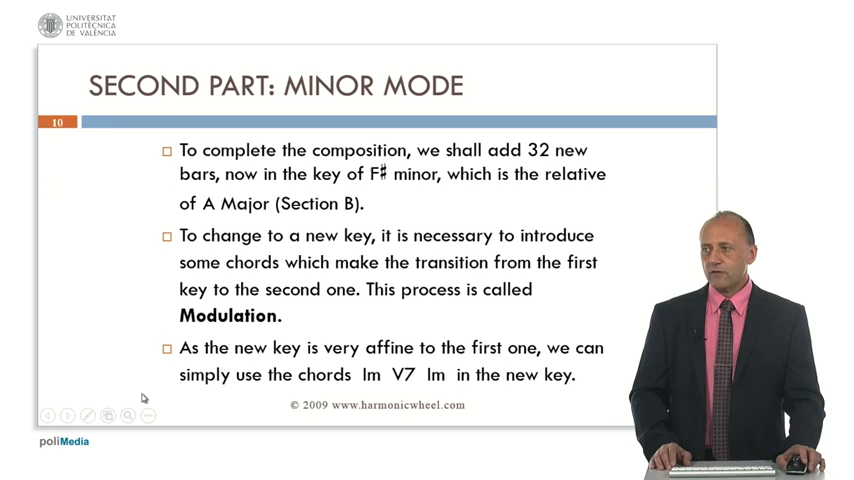 UNIVERSITAT
POLITÈCNICA
DE VALÈNCIA
SECOND PART: MINOR MODE
10
To complete the composition, we shall add 32 new
bars, now in the key of F♯ minor, which is the relative
of A Major (Section B).
To change to a new key, it is necessary to introduce
some chords which make the transition from the first
key to the second one. This process is called
Modulation.
As the new key is very affine to the first one, we can
simply use the chords Im V7 Im in the new key.
© 2009 www.harmonicwheel.com
poliMedia